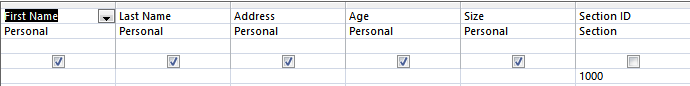 First Name Last Name Address Age Size Section ID
Personal Personal Personal Personal Personal Section
1000